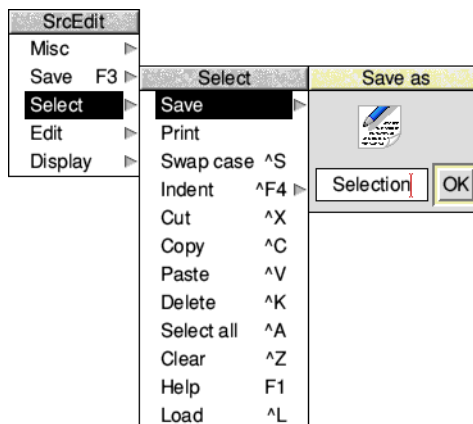 SrcEdit
Misc
Save F3
Select
Edit
Display
Select
Save
Print
Swap case ^S
Indent ^F4
Cut ^X
Copy ^C
Paste ^V
Delete ^K
Select all ^A
Clear ^Z
Help F1
Load ^L
Save as
Selection
OK